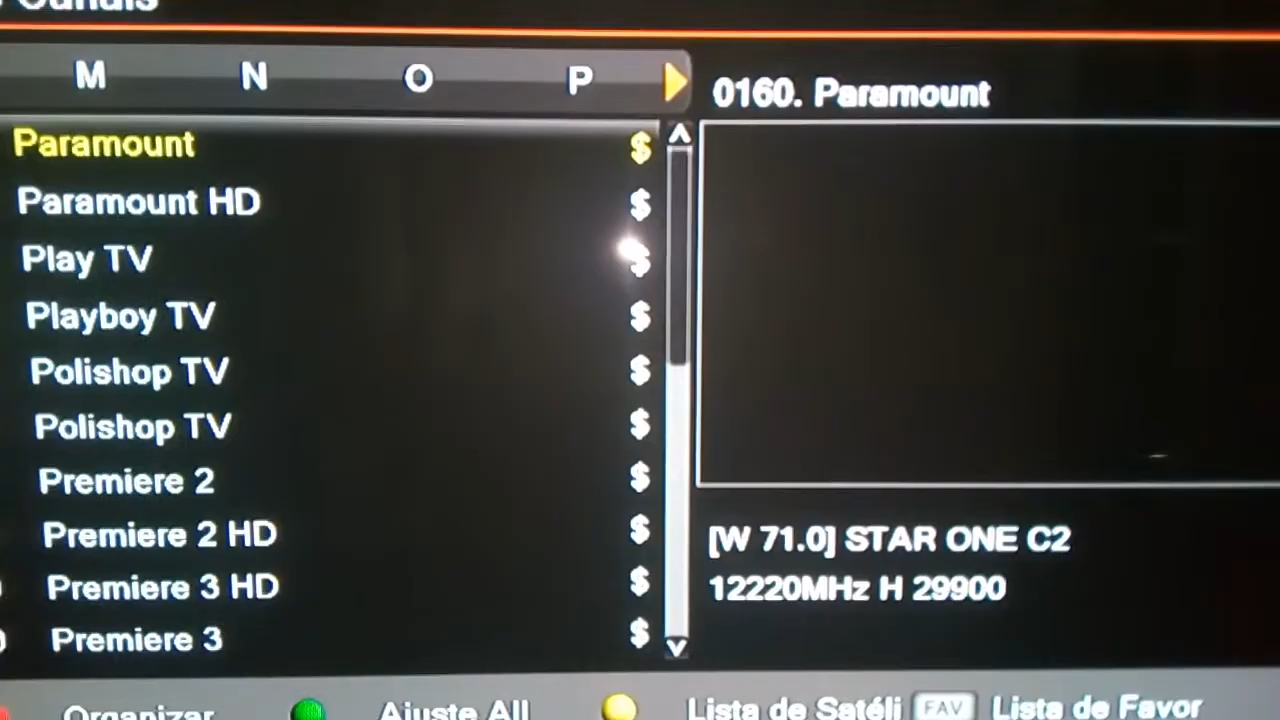 Canais
M N O P
0160. Paramount
Paramount $
Paramount HD $
Play TV $
Playboy TV $
Polishop TV $
Polishop TV $
Premiere 2 $
Premiere 2 HD $
Premiere 3 HD $
Premiere 3 $
[W 71.0] STAR ONE C2
12220MHz H 29900
Organizar Ajuste All Lista de Satéli FAV Lista de Favor